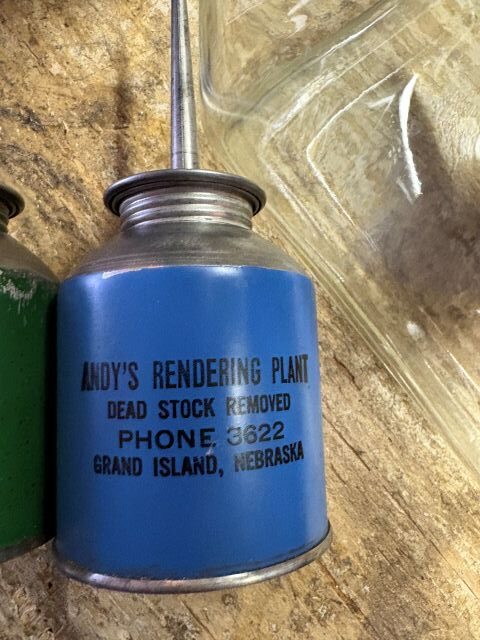 ANDY'S RENDERING PLANT
DEAD STOCK REMOVED
PHONE 3622
GRAND ISLAND, NEBRASKA